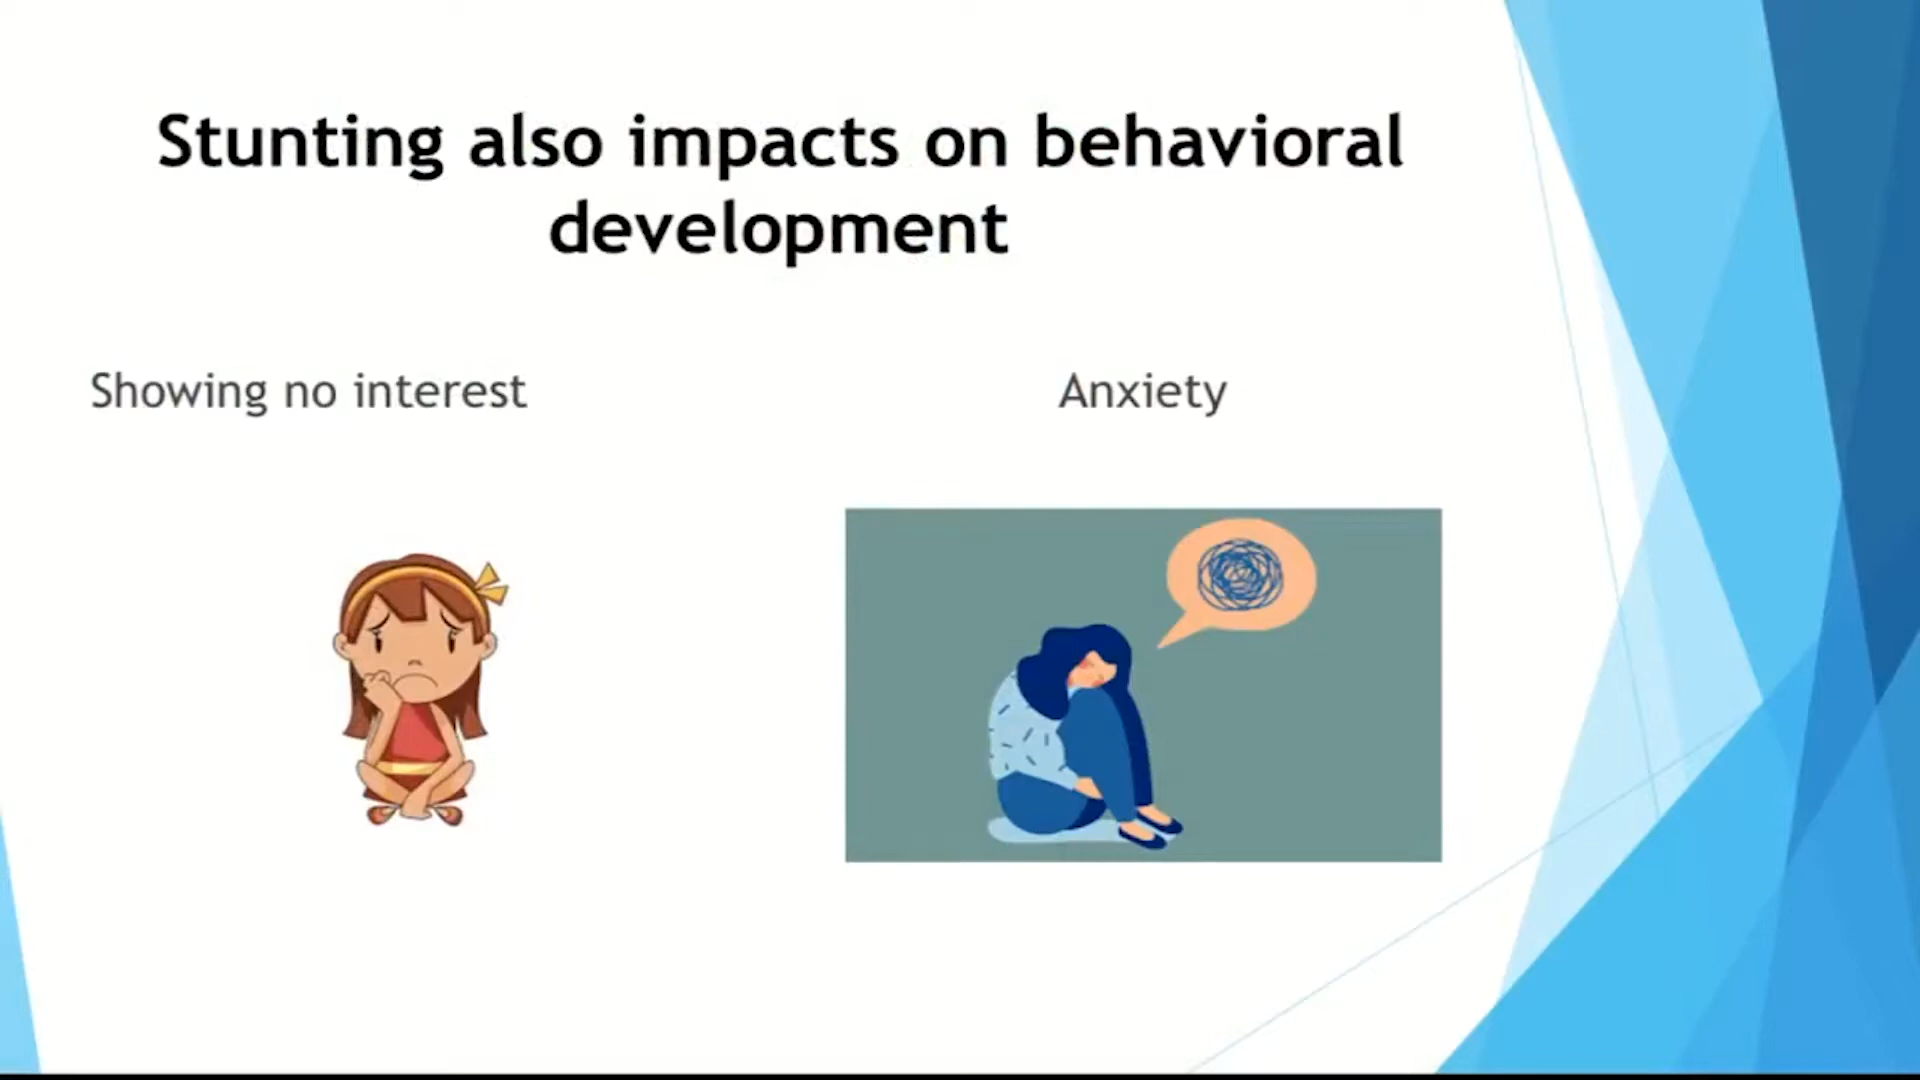 Stunting also impacts on behavioral
development
Showing no interest
Anxiety